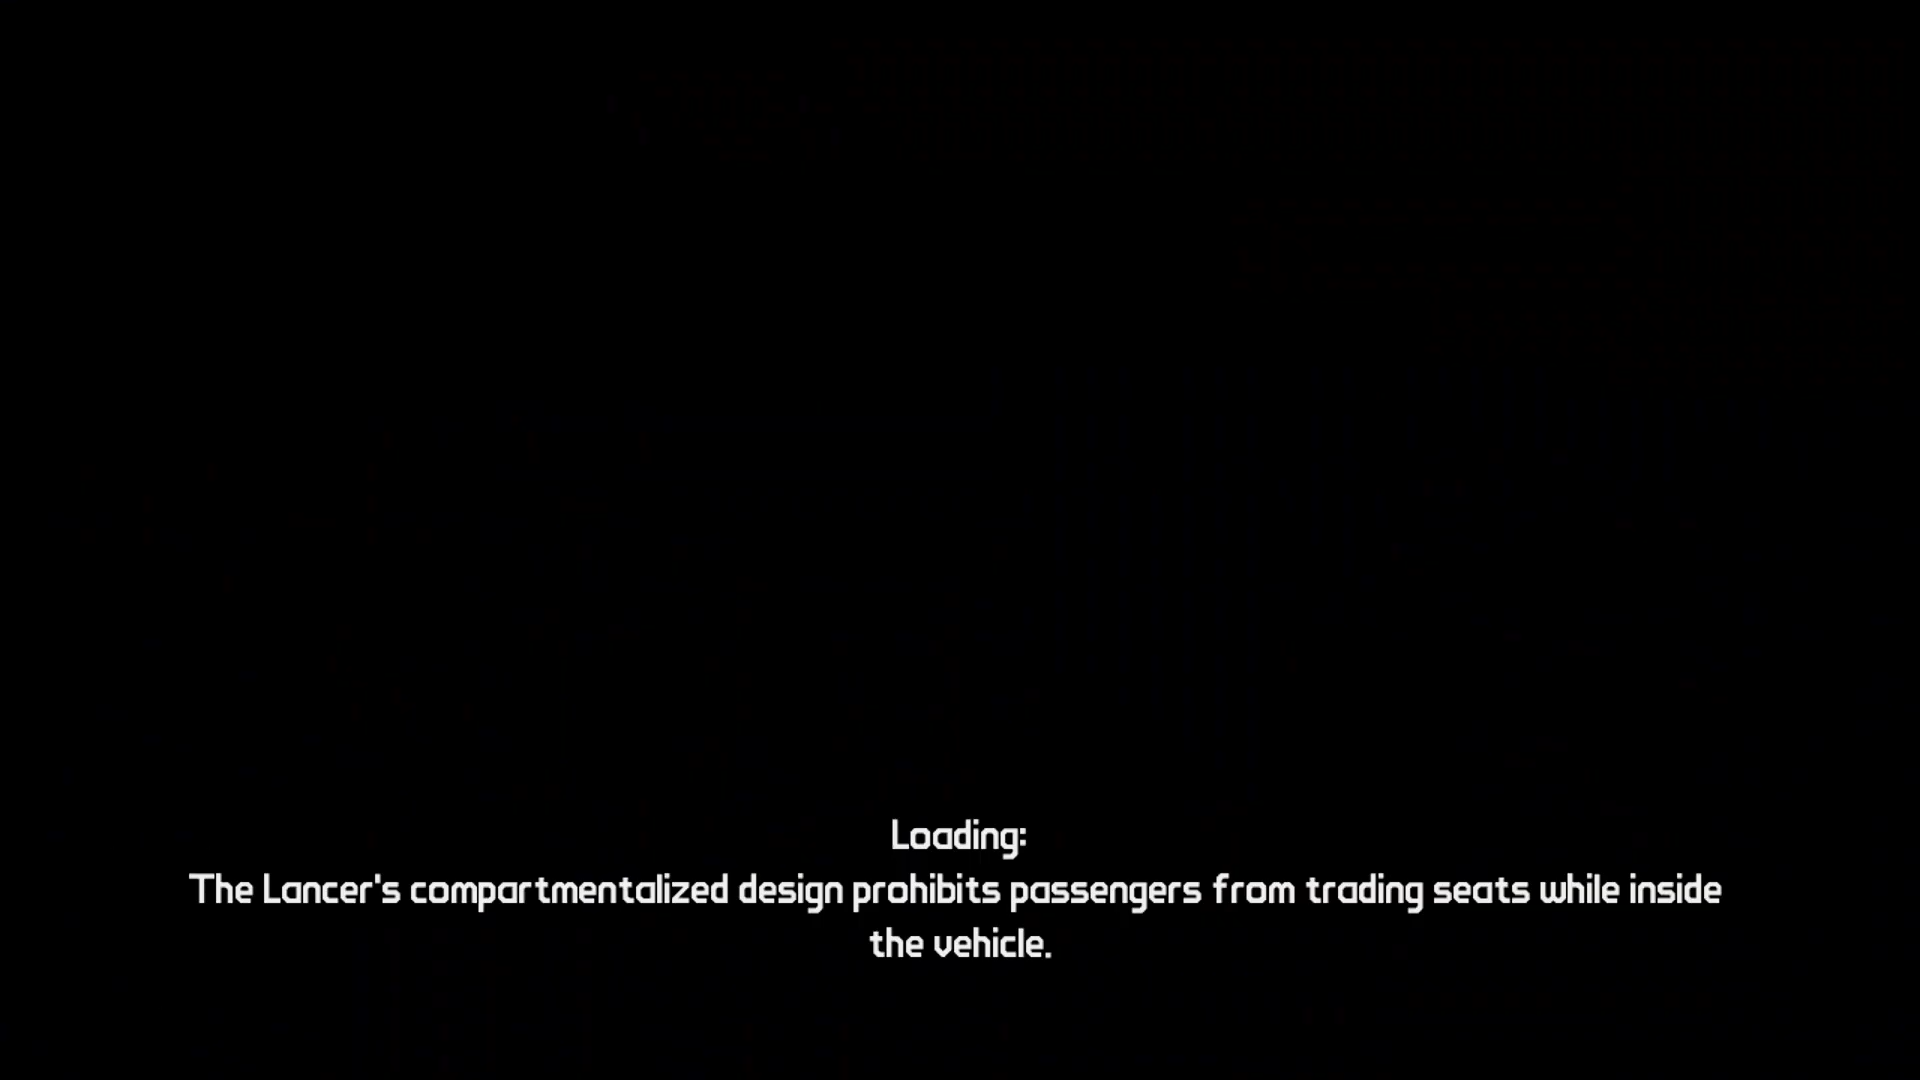 Loading:
The Lancer's compartmentalized design prohibits passengers from trading seats while inside
the vehicle.